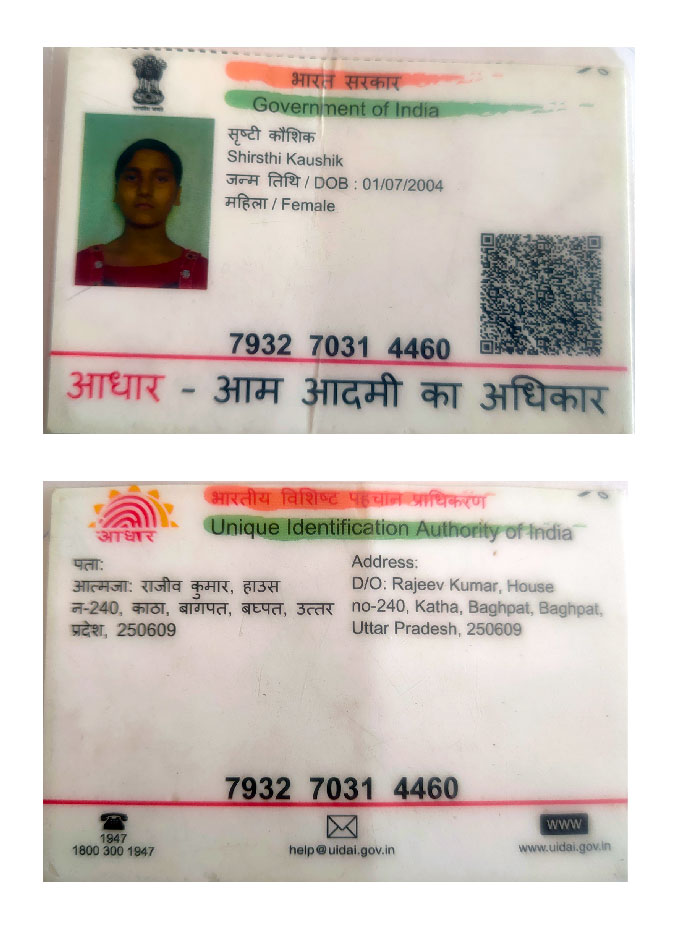 भारत सरकार
Government of India
सृष्टी कौशिक
Shirsthi Kaushik
जन्म तिथि / DOB : 01/07/2004
महिला / Female
7932 7031 4460
आधार - आम आदमी का अधिकार
भारतीय विशिष्ट पहचान प्राधिकरण
Unique Identification Authority of India
आधार
पता:
आत्मजा: राजीव कुमार, हाउस
न-240, काठा, बागपत, बघ्पत, उत्तर
प्रदेश, 250609
Address:
D/O: Rajeev Kumar, House
no-240, Katha, Baghpat, Baghpat,
Uttar Pradesh, 250609
7932 7031 4460
1947
1800 300 1947
help@uidai.gov.in
www
www.uidai.gov.in